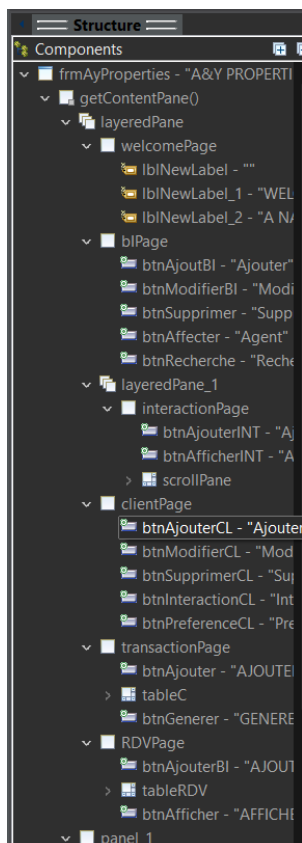 Structure
Components
frmAyProperties - "A&Y PROPERTI
getContentPane()
layeredPane
welcomePage
lblNewLabel - ""
lblNewLabel_1 - "WEL
lblNewLabel_2 - "A NA
blPage
btnAjoutBI - "Ajouter"
btnModifierBI - "Modi
btnSupprimer - "Supp
btnAffecter - "Agent"
btnRecherche - "Reche
layeredPane_1
interactionPage
btnAjouterINT - "Aj
btnAfficherINT - "A
scrollPane
clientPage
btnAjouterCL - "Ajouter
btnModifierCL - "Mod
btnSupprimerCL - "Sup
btnInteractionCL - "Int
btnPreferenceCL - "Pre
transactionPage
btnAjouter - "AJOUTE
tableC
btnGenerer - "GENERE
RDVPage
btnAjouterBI - "AJOUT
tableRDV
btnAfficher - "AFFICHE
panel_1